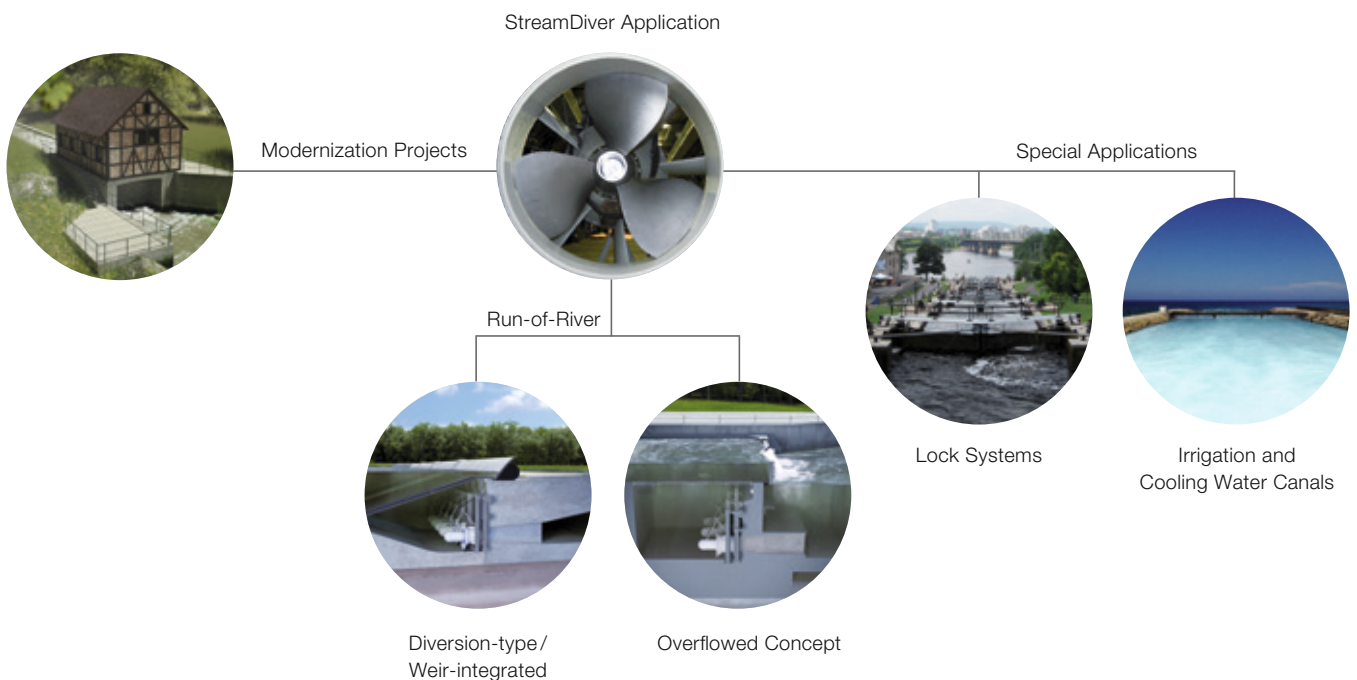 StreamDiver Application
Modernization Projects
Special Applications
Run-of-River
Lock Systems
Irrigation and
Cooling Water Canals
Diversion-type /
Weir-integrated
Overflowed Concept